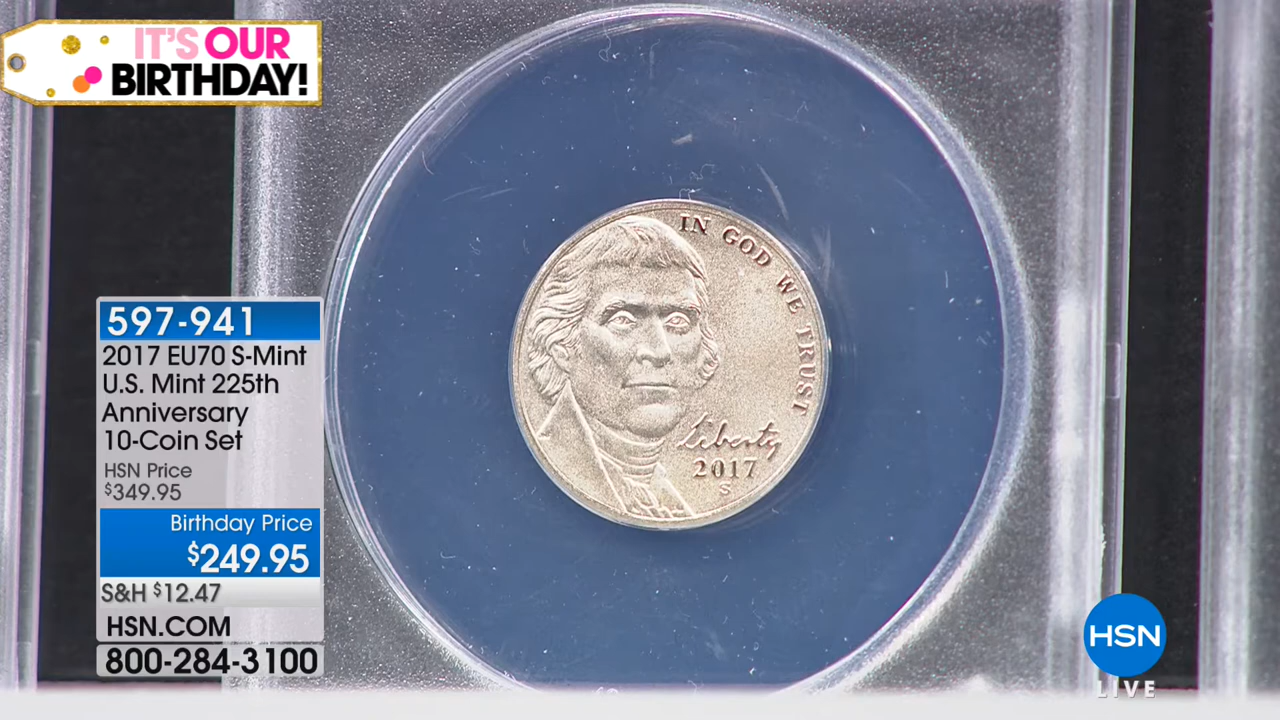 IT'S OUR
BIRTHDAY!
597-941
2017 EU70 S-Mint
U.S. Mint 225th
Anniversary
10-Coin Set
HSN Price
$349.95
Birthday Price
$249.95
S&H $12.47
HSN.COM
800-284-3100
IN GOD WE TRUST
Liberty
2017
S
HSN
LIVE